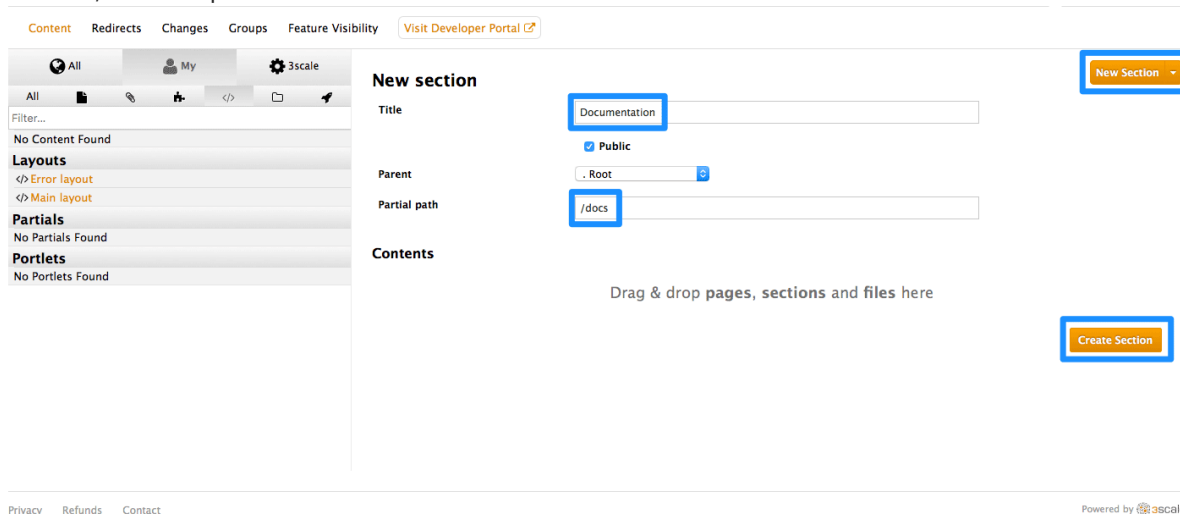 Content Redirects Changes Groups Feature Visibility Visit Developer Portal
All My 3scale
All </>
Filter...
No Content Found
Layouts
</> Error layout
</> Main layout
Partials
No Partials Found
Portlets
No Portlets Found
New section
New Section
Title Documentation
Public
Parent . Root
Partial path /docs
Contents
Drag & drop pages, sections and files here
Create Section
Privacy Refunds Contact
Powered by 3scal